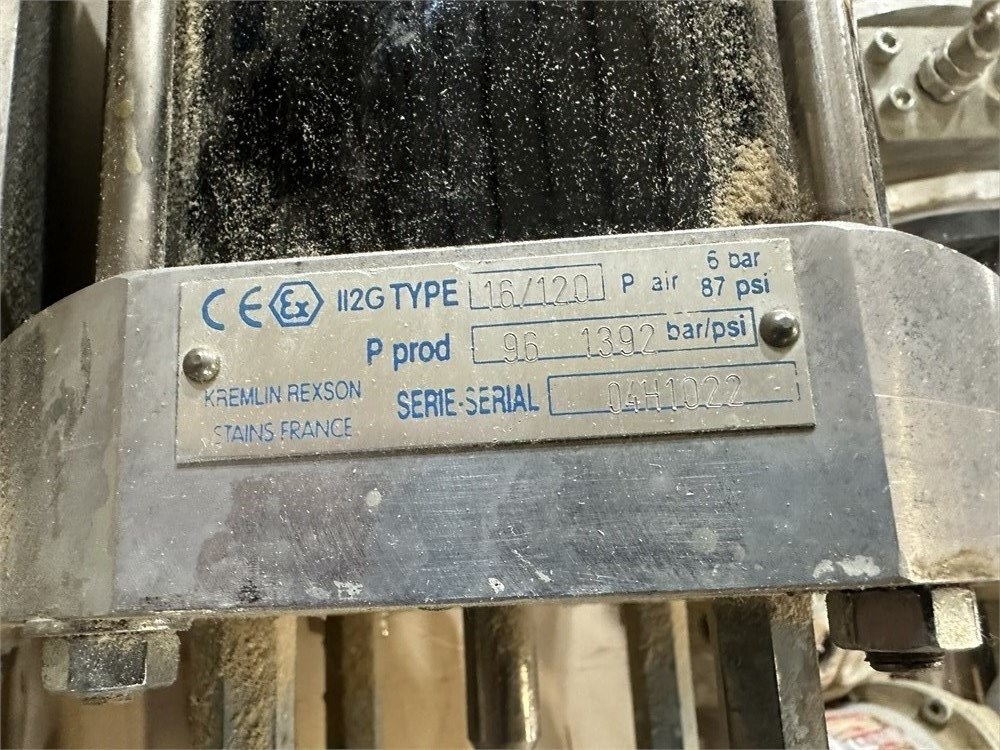 CE Ex II2G TYPE 16/120 P air 6 bar 87 psi
P prod 96 1392 bar/psi
KREMLIN REXSON SERIE-SERIAL 04H1022
STAINS FRANCE